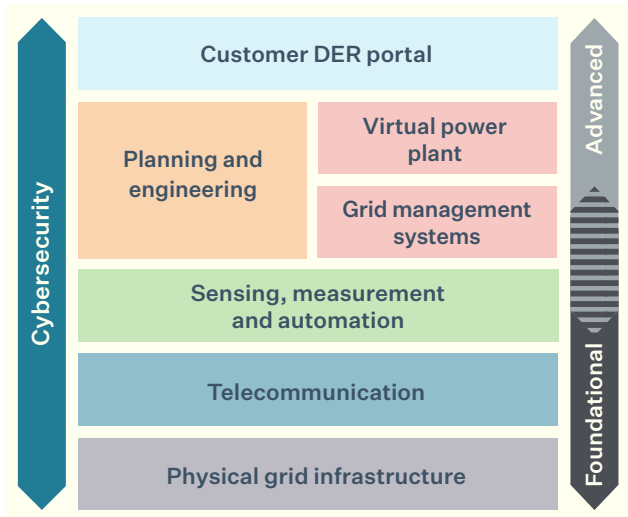 Customer DER portal
Planning and
engineering
Virtual power
plant
Grid management
systems
Sensing, measurement
and automation
Telecommunication
Physical grid infrastructure
Cybersecurity
Advanced
Foundational